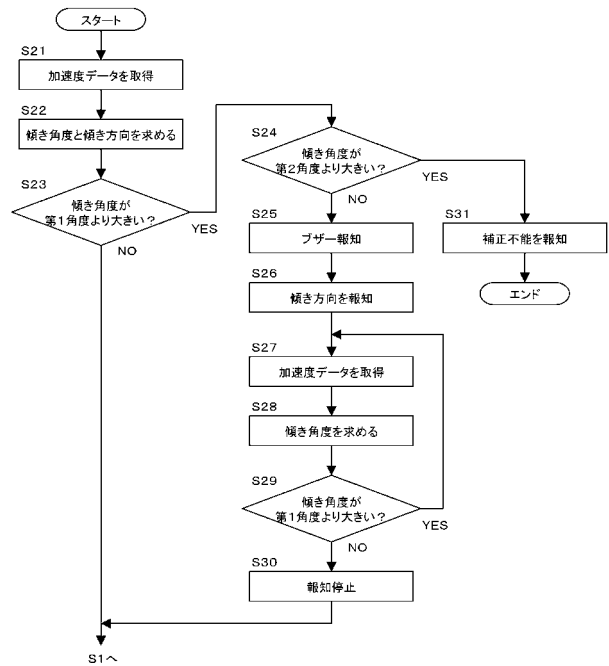 スタート
S21
加速度データを取得
S22
傾き角度と傾き方向を求める
S23
傾き角度が
第1角度より大きい?
YES
NO
S24
傾き角度が
第2角度より大きい?
YES
NO
S25
ブザー報知
S31
補正不能を報知
エンド
S26
傾き方向を報知
S27
加速度データを取得
S28
傾き角度を求める
S29
傾き角度が
第1角度より大きい?
YES
NO
S30
報知停止
S1へ